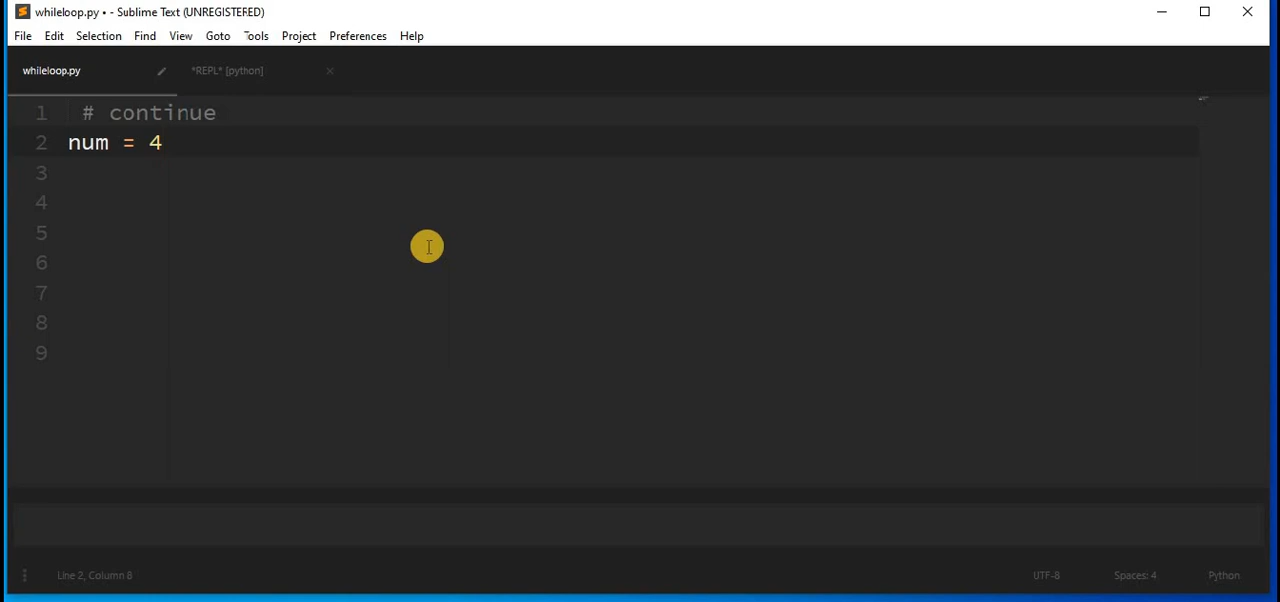 whileloop.py • - Sublime Text (UNREGISTERED)
File Edit Selection Find View Goto Tools Project Preferences Help
whileloop.py *REPL* [python]
1 # continue
2 num = 4
3
4
5
6
7
8
9
Line 2, Column 8 UTF-8 Spaces: 4 Python